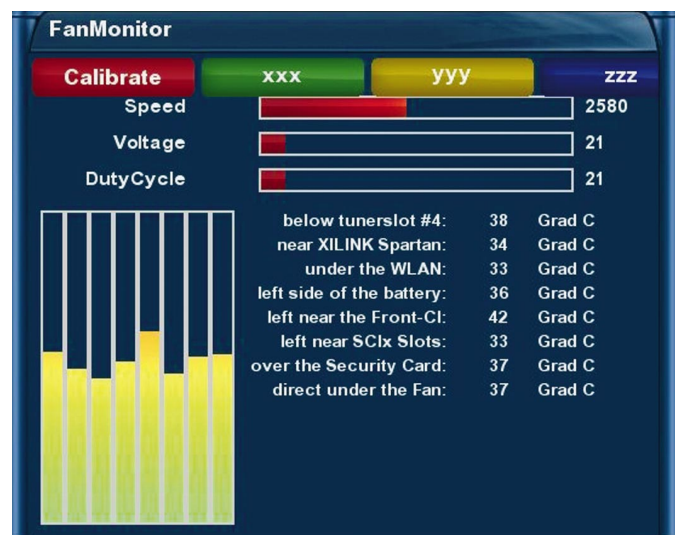 FanMonitor
Calibrate xxx yyy zzz
Speed 2580
Voltage 21
DutyCycle 21
below tunerslot #4: 38 Grad C
near XILINK Spartan: 34 Grad C
under the WLAN: 33 Grad C
left side of the battery: 36 Grad C
left near the Front-CI: 42 Grad C
left near SCIx Slots: 33 Grad C
over the Security Card: 37 Grad C
direct under the Fan: 37 Grad C